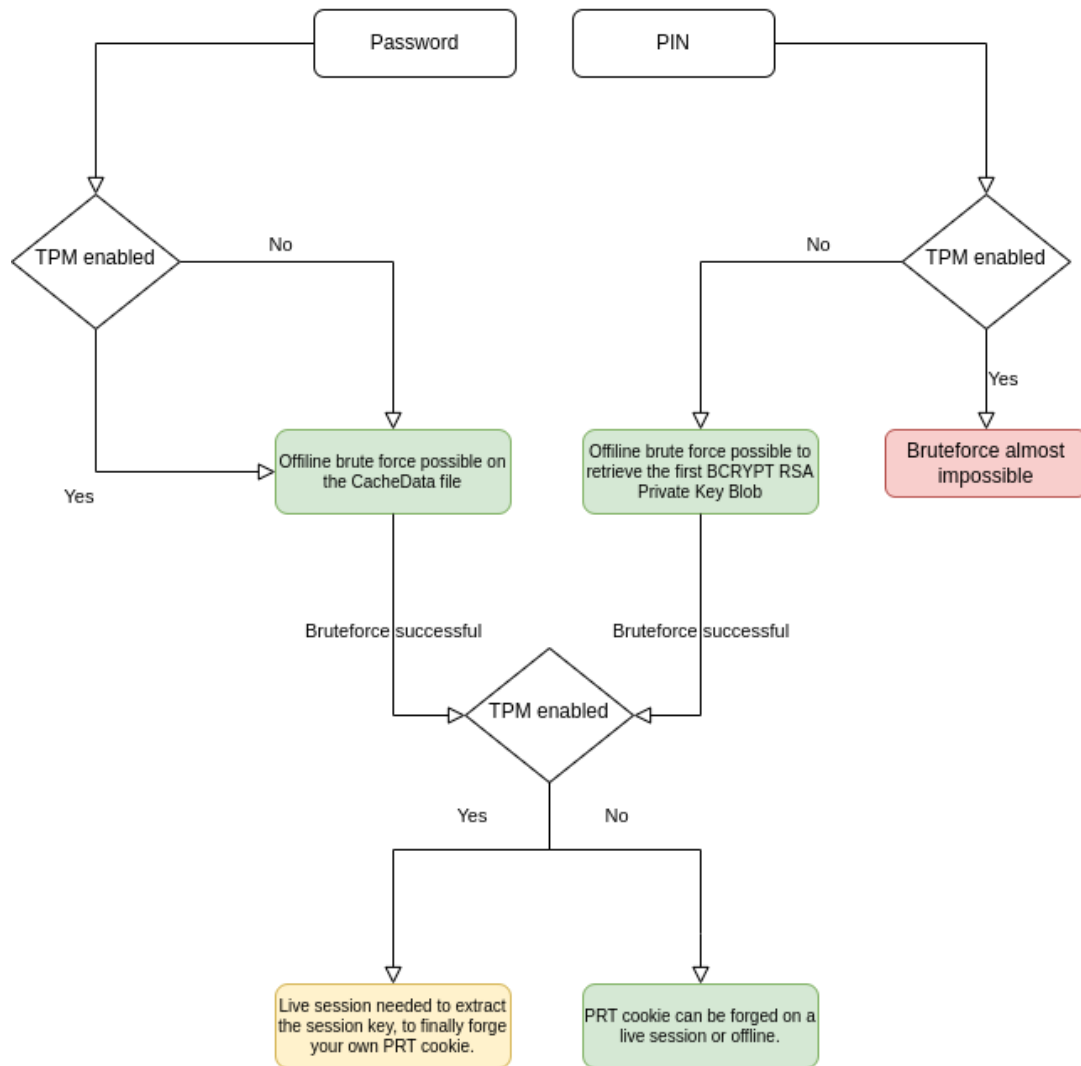 Password
PIN
TPM enabled
No
No
TPM enabled
Yes
Yes
Offiline brute force possible on
the CacheData file
Offiline brute force possible to
retrieve the first BCRYPT RSA
Private Key Blob
Bruteforce almost
impossible
Bruteforce successful
Bruteforce successful
TPM enabled
Yes
No
Live session needed to extract
the session key, to finally forge
your own PRT cookie.
PRT cookie can be forged on a
live session or offline.